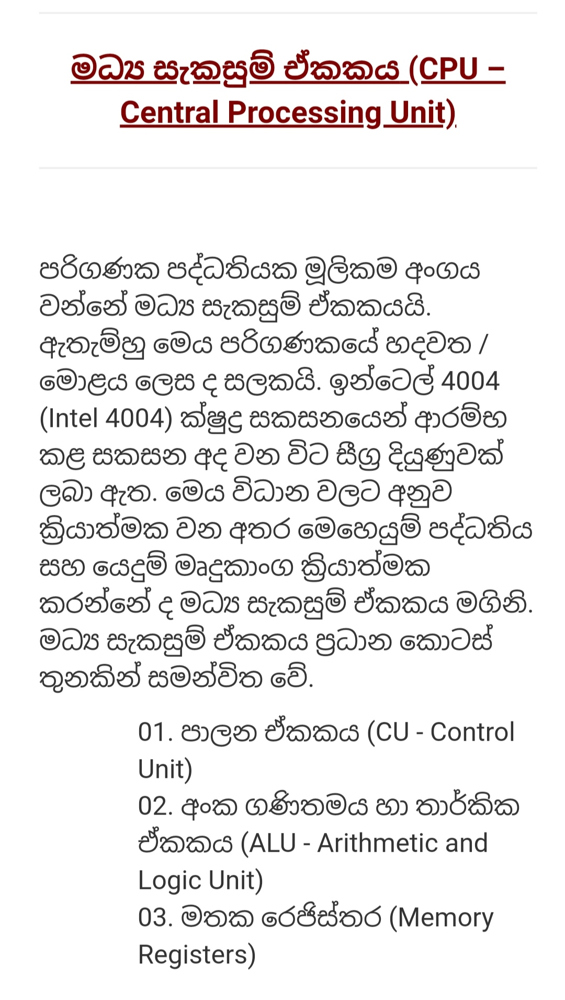 මධ්‍ය සැකසුම් ඒකකය (CPU –
Central Processing Unit)
පරිගණක පද්ධතියක මූලිකම අංගය
වන්නේ මධ්‍ය සැකසුම් ඒකකයයි.
ඇතැම්හු මෙය පරිගණකයේ හදවත /
මොළය ලෙස ද සලකයි. ඉන්ටෙල් 4004
(Intel 4004) ක්ෂුද්‍ර සකසනයෙන් ආරම්භ
කළ සකසන අද වන විට සීග්‍ර දියුණුවක්
ලබා ඇත. මෙය විධාන වලට අනුව
ක්‍රියාත්මක වන අතර මෙහෙයුම් පද්ධතිය
සහ යෙදුම් මෘදුකාංග ක්‍රියාත්මක
කරන්නේ ද මධ්‍ය සැකසුම් ඒකකය මගිනි.
මධ්‍ය සැකසුම් ඒකකය ප්‍රධාන කොටස්
තුනකින් සමන්විත වේ.
01. පාලන ඒකකය (CU - Control
Unit)
02. අංක ගණිතමය හා තාර්කික
ඒකකය (ALU - Arithmetic and
Logic Unit)
03. මතක රෙජිස්තර (Memory
Registers)